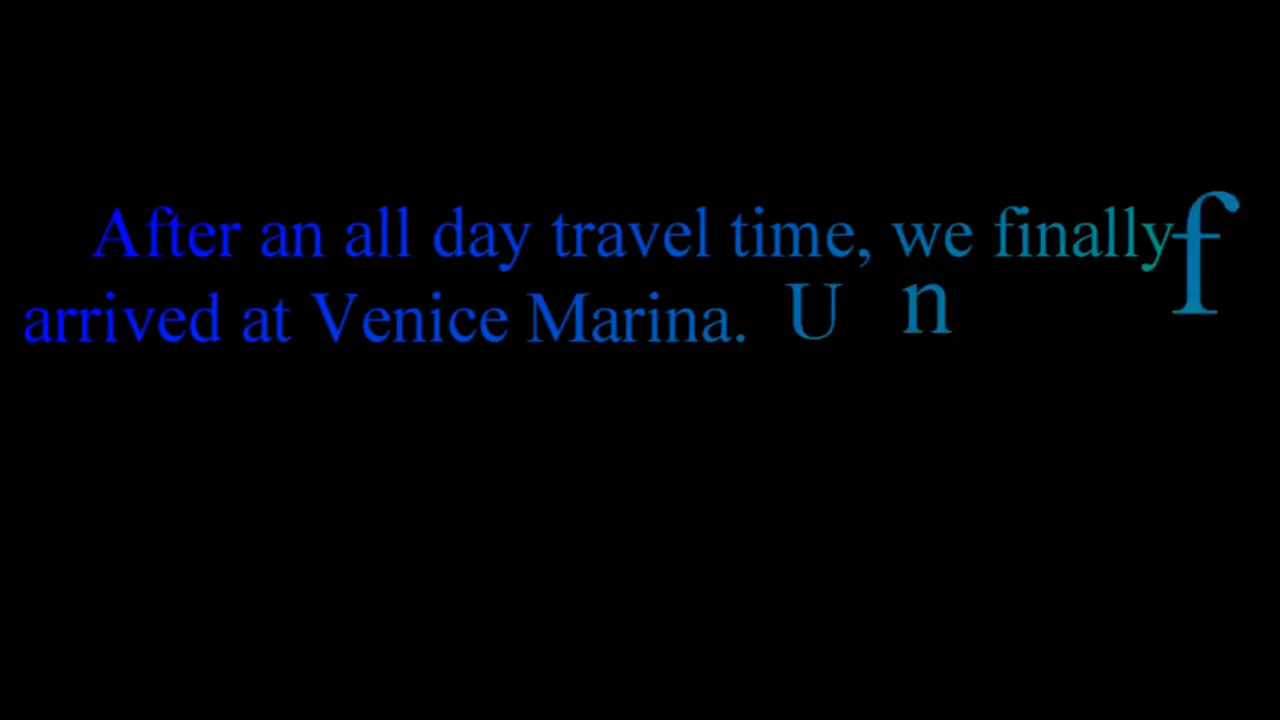 After an all day travel time, we finally
arrived at Venice Marina. U n f